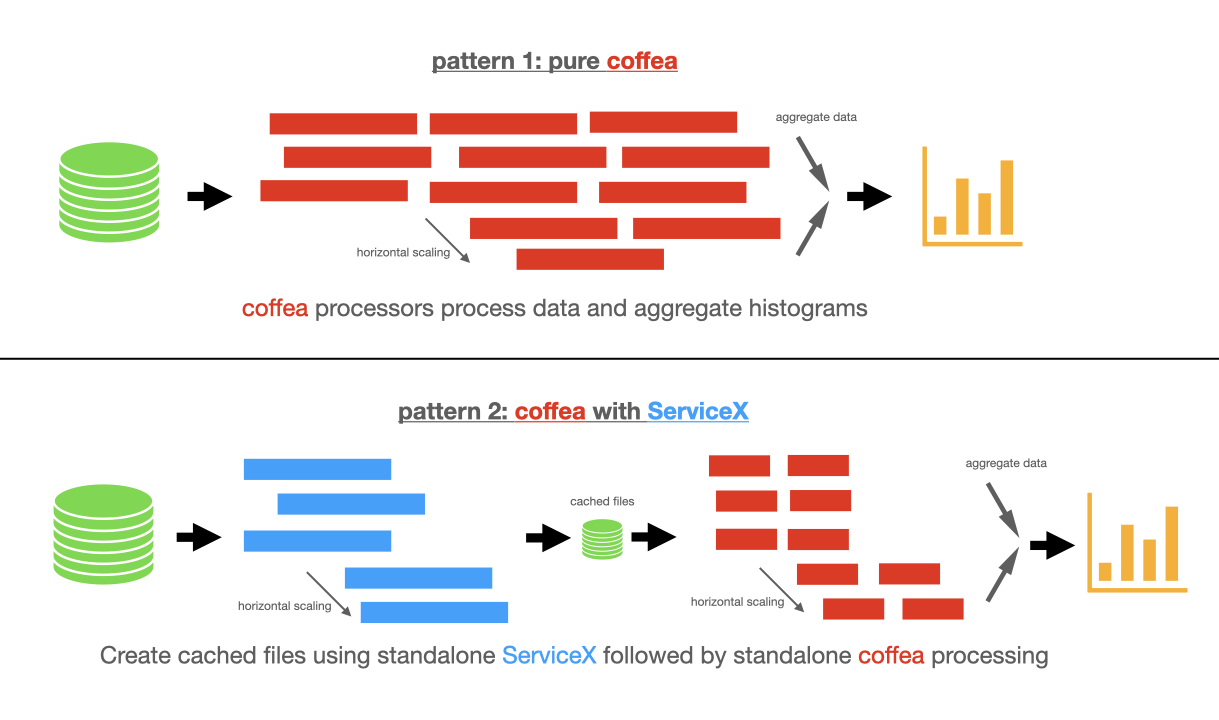 pattern 1: pure coffea
aggregate data
horizontal scaling
coffea processors process data and aggregate histograms
pattern 2: coffea with ServiceX
aggregate data
cached files
horizontal scaling
horizontal scaling
Create cached files using standalone ServiceX followed by standalone coffea processing